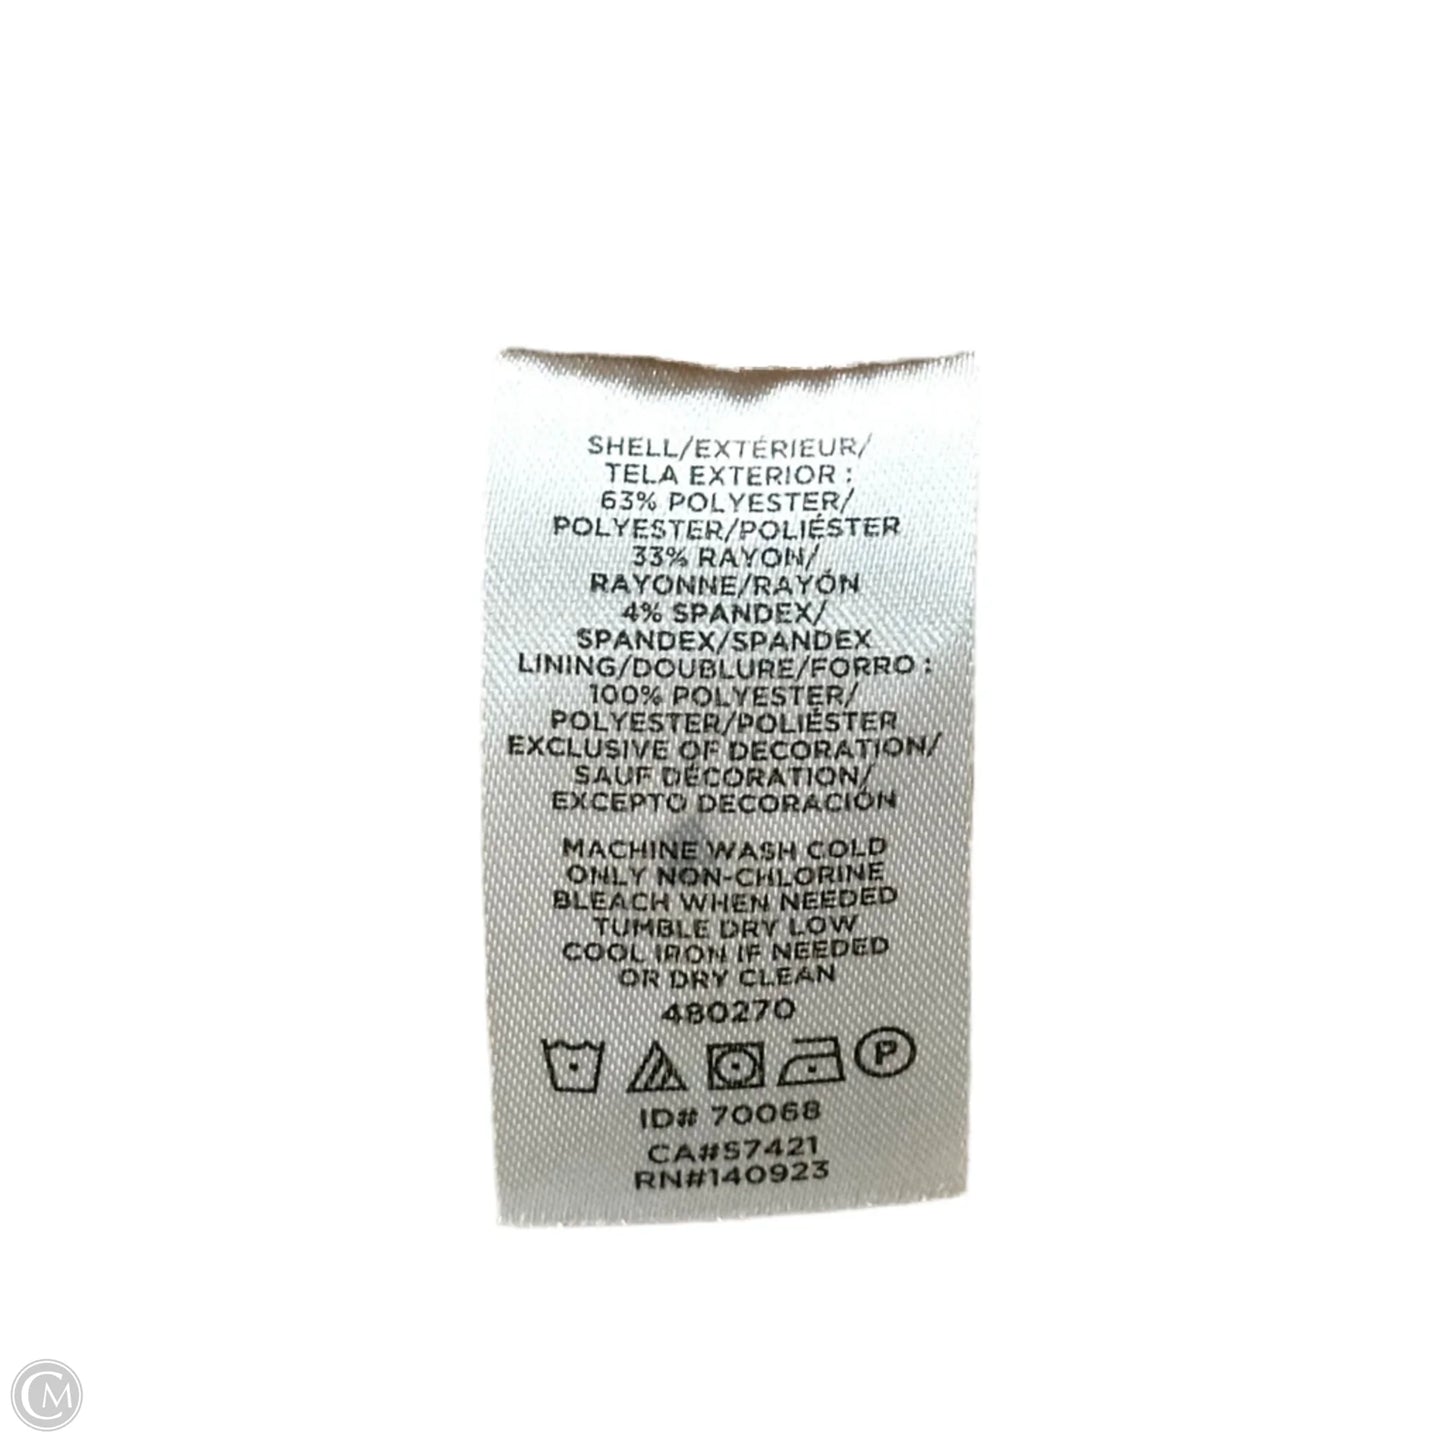 SHELL/EXTÉRIEUR/
TELA EXTERIOR :
63% POLYESTER/
POLYESTER/POLIÉSTER
33% RAYON/
RAYONNE/RAYÓN
4% SPANDEX/
SPANDEX/SPANDEX
LINING/DOUBLURE/FORRO :
100% POLYESTER/
POLYESTER/POLIÉSTER
EXCLUSIVE OF DECORATION/
SAUF DÉCORATION/
EXCEPTO DECORACIÓN
MACHINE WASH COLD
ONLY NON-CHLORINE
BLEACH WHEN NEEDED
TUMBLE DRY LOW
COOL IRON IF NEEDED
OR DRY CLEAN
480270
P
ID# 70068
CA#57421
RN#140923
CM